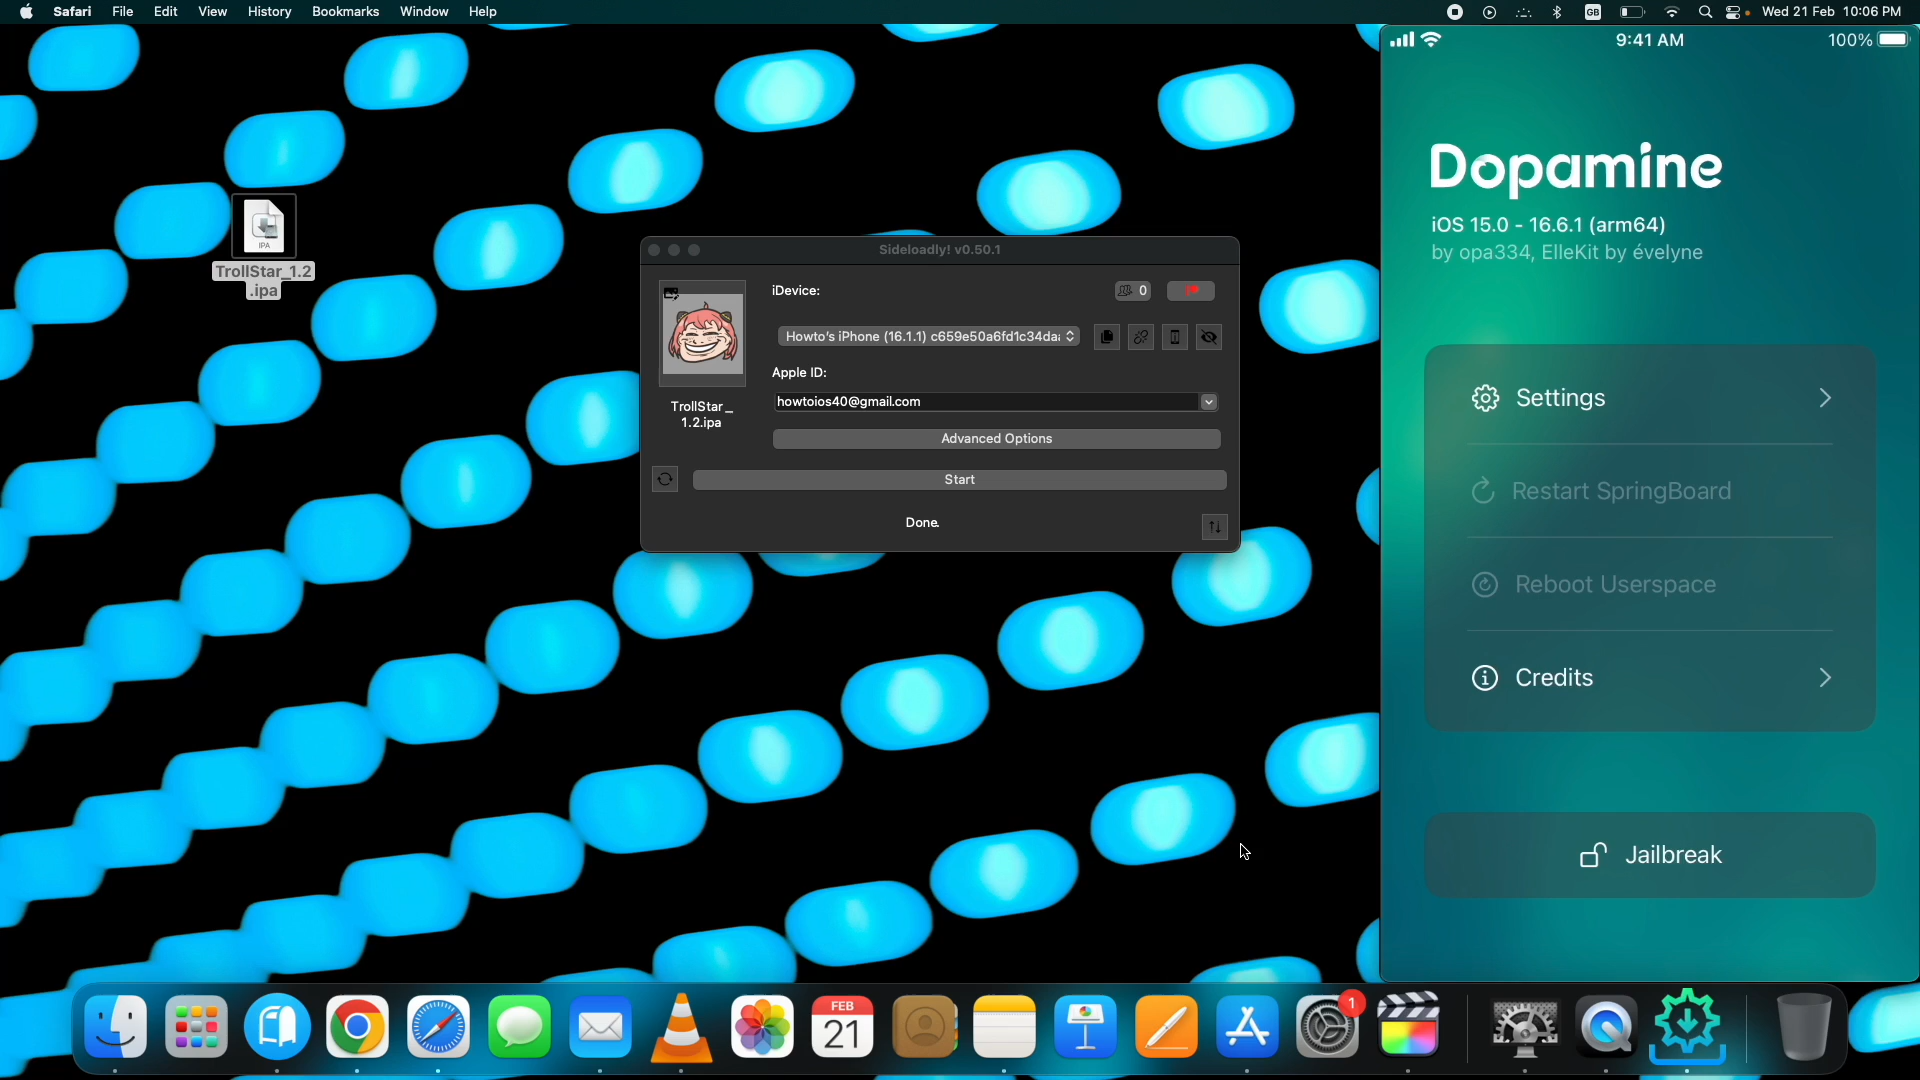 Safari File Edit View History Bookmarks Window Help
GB
Wed 21 Feb 10:06 PM
9:41 AM
100%
Dopamine
iOS 15.0 - 16.6.1 (arm64)
by opa334, ElleKit by évelyne
IPA
TrollStar_1.2
.ipa
Sideloadly! v0.50.1
iDevice:
0
Howto's iPhone (16.1.1) c659e50a6fd1c34da
Apple ID:
howtoios40@gmail.com
TrollStar_
1.2.ipa
Advanced Options
Start
Done.
Settings
Restart SpringBoard
Reboot Userspace
Credits
Jailbreak
FEB
21
1